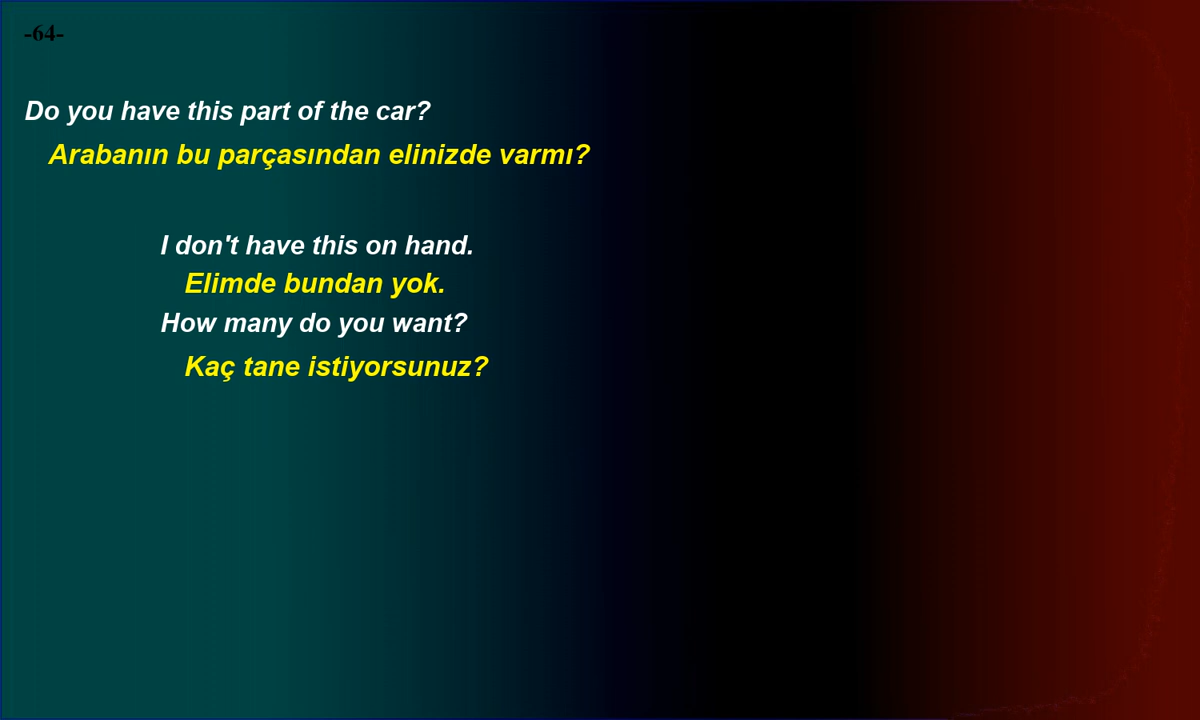 -64-
Do you have this part of the car?
Arabanın bu parçasından elinizde varmı?
I don't have this on hand.
Elimde bundan yok.
How many do you want?
Kaç tane istiyorsunuz?